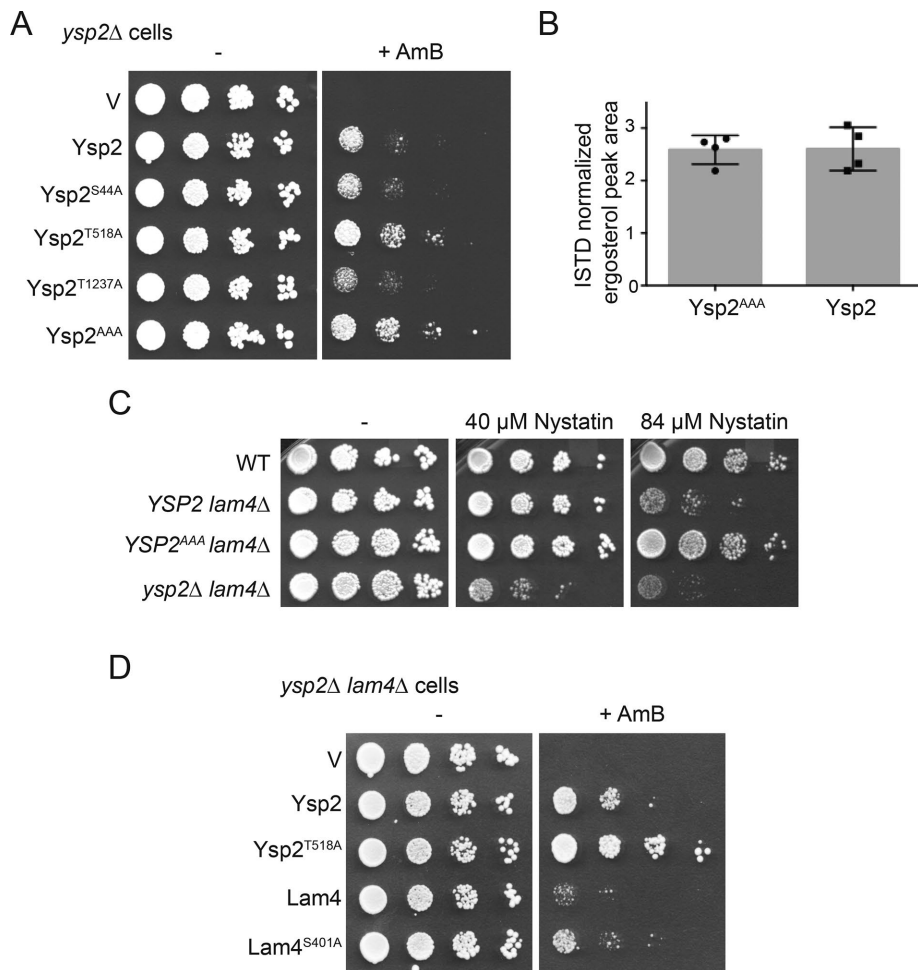 A
ysp2Δ cells
- + AmB
V
Ysp2
Ysp2S44A
Ysp2T518A
Ysp2T1237A
Ysp2AAA
B
ISTD normalized
ergosterol peak area
3
2
1
0
Ysp2AAA Ysp2
C
- 40 µM Nystatin 84 µM Nystatin
WT
YSP2 lam4Δ
YSP2AAA lam4Δ
ysp2Δ lam4Δ
D
ysp2Δ lam4Δ cells
- + AmB
V
Ysp2
Ysp2T518A
Lam4
Lam4S401A